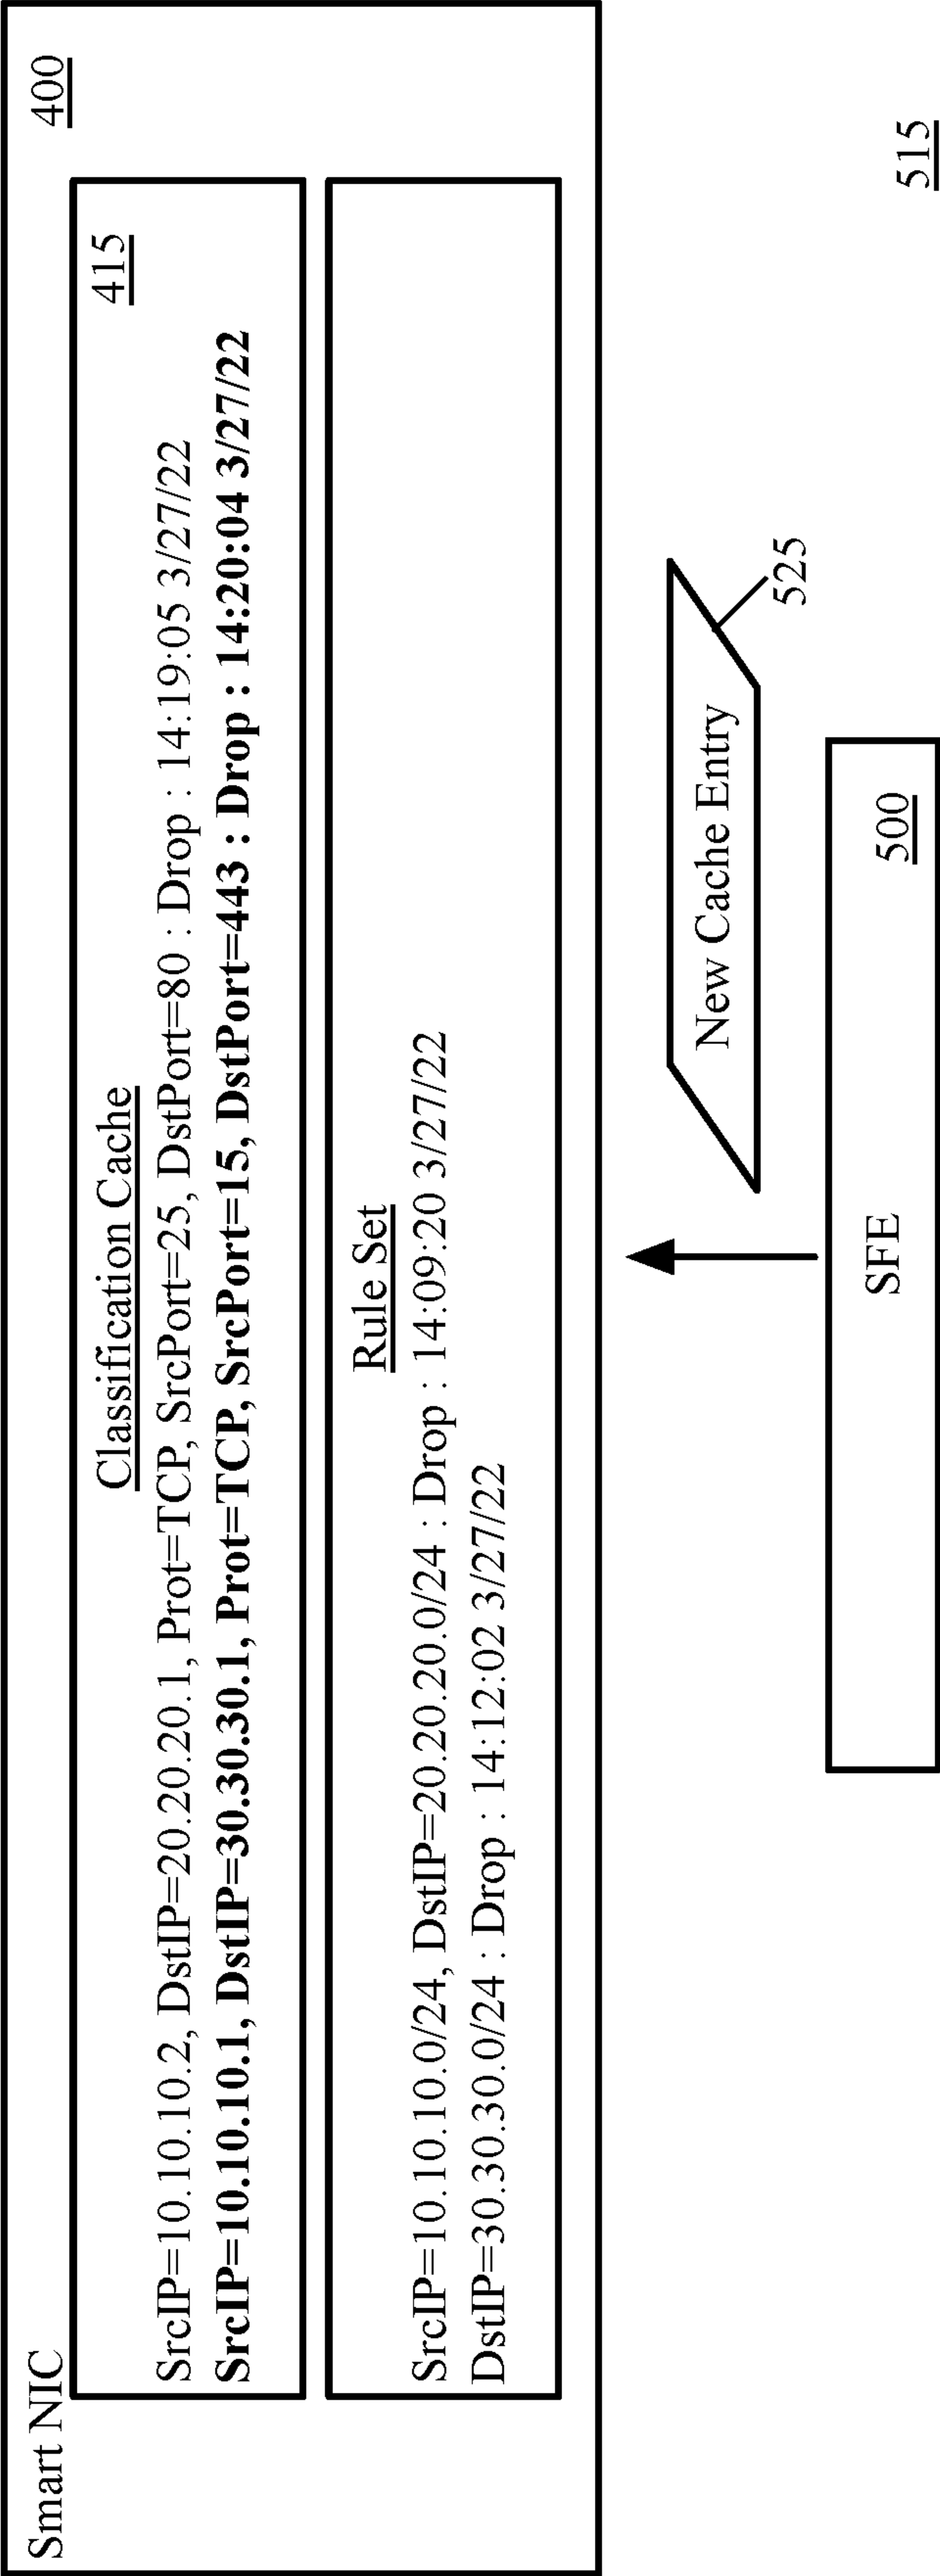 Smart NIC
400
Classification Cache
415
SrcIP=10.10.10.2, DstIP=20.20.20.1, Prot=TCP, SrcPort=25, DstPort=80 : Drop : 14:19:05 3/27/22
SrcIP=10.10.10.1, DstIP=30.30.30.1, Prot=TCP, SrcPort=15, DstPort=443 : Drop : 14:20:04 3/27/22
Rule Set
SrcIP=10.10.10.0/24, DstIP=20.20.20.0/24 : Drop : 14:09:20 3/27/22
DstIP=30.30.30.0/24 : Drop : 14:12:02 3/27/22
New Cache Entry
525
SFE
500
515